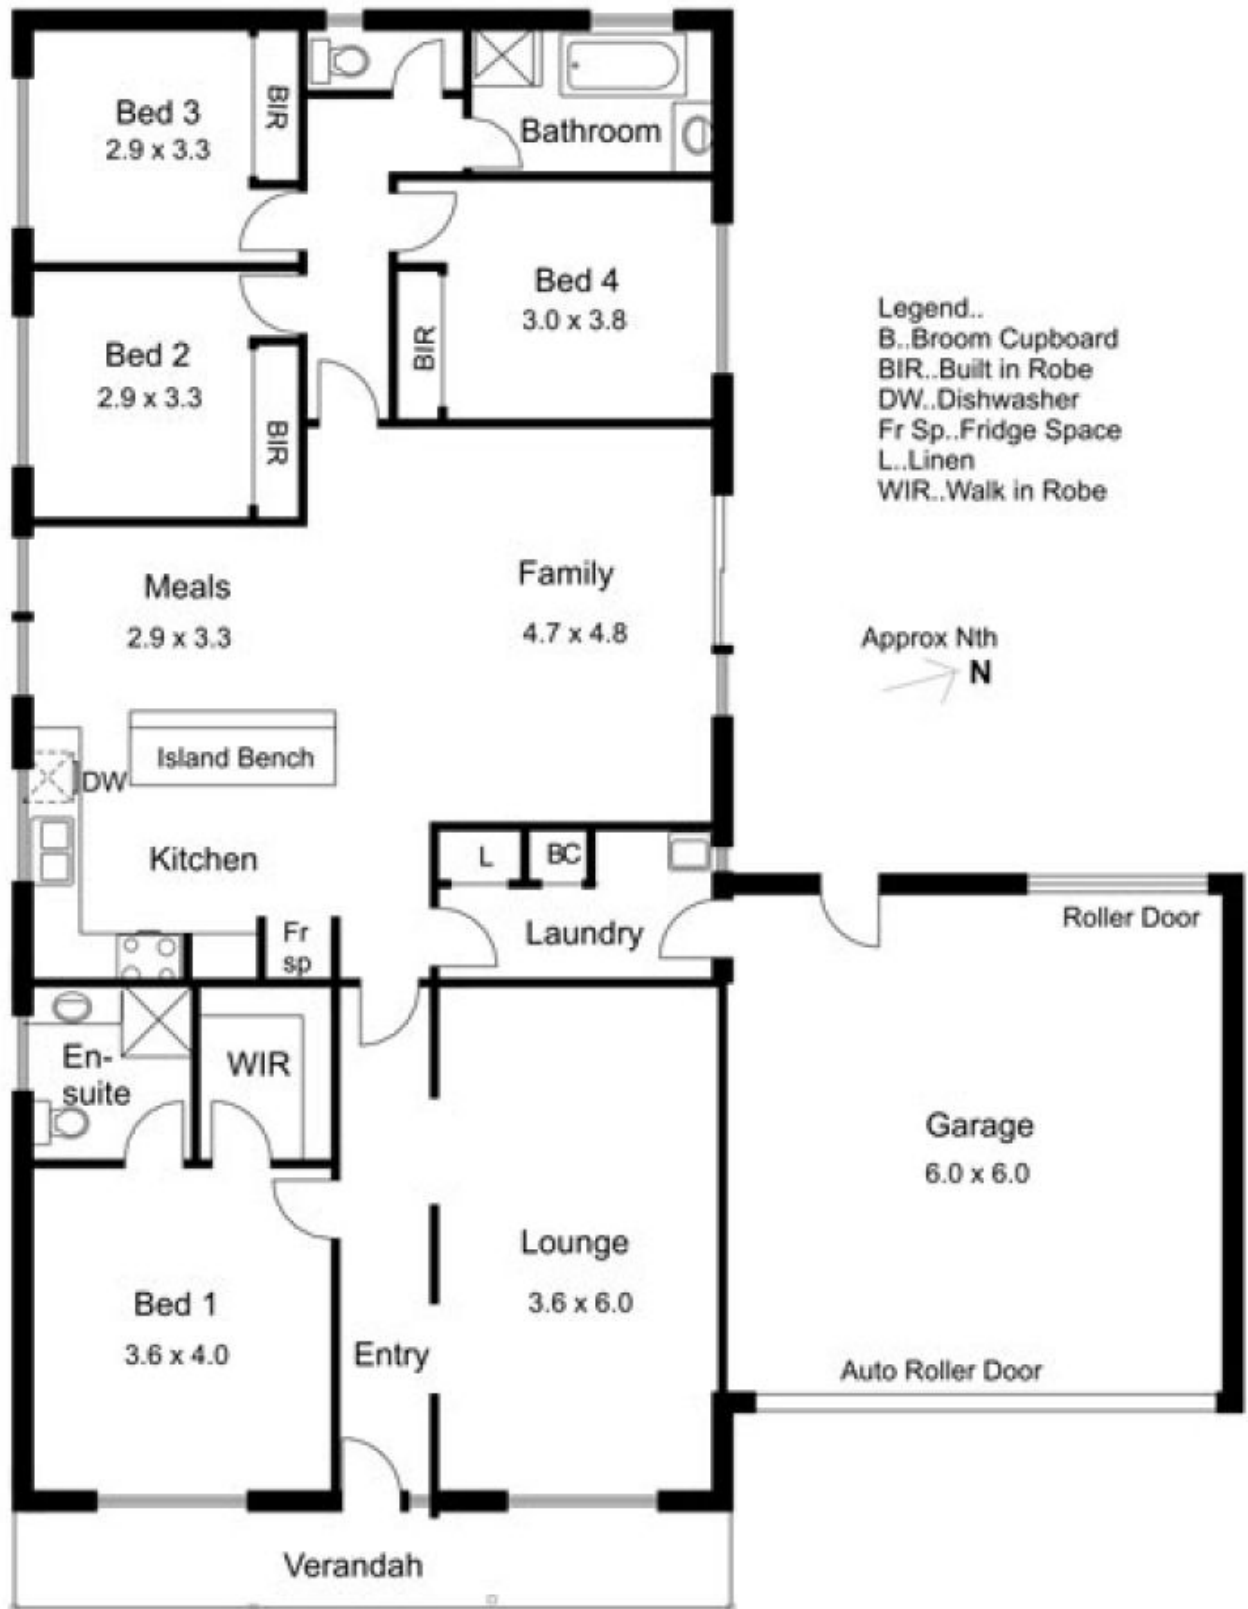 Bed 3
2.9 x 3.3
BIR
Bathroom
Bed 4
3.0 x 3.8
BIR
Bed 2
2.9 x 3.3
BIR
Legend..
B..Broom Cupboard
BIR..Built in Robe
DW..Dishwasher
Fr Sp..Fridge Space
L..Linen
WIR..Walk in Robe
Meals
2.9 x 3.3
Family
4.7 x 4.8
Approx Nth
N
Island Bench
DW
Kitchen
L
BC
Laundry
Fr
sp
Roller Door
En-
suite
WIR
Garage
6.0 x 6.0
Lounge
3.6 x 6.0
Bed 1
3.6 x 4.0
Entry
Auto Roller Door
Verandah